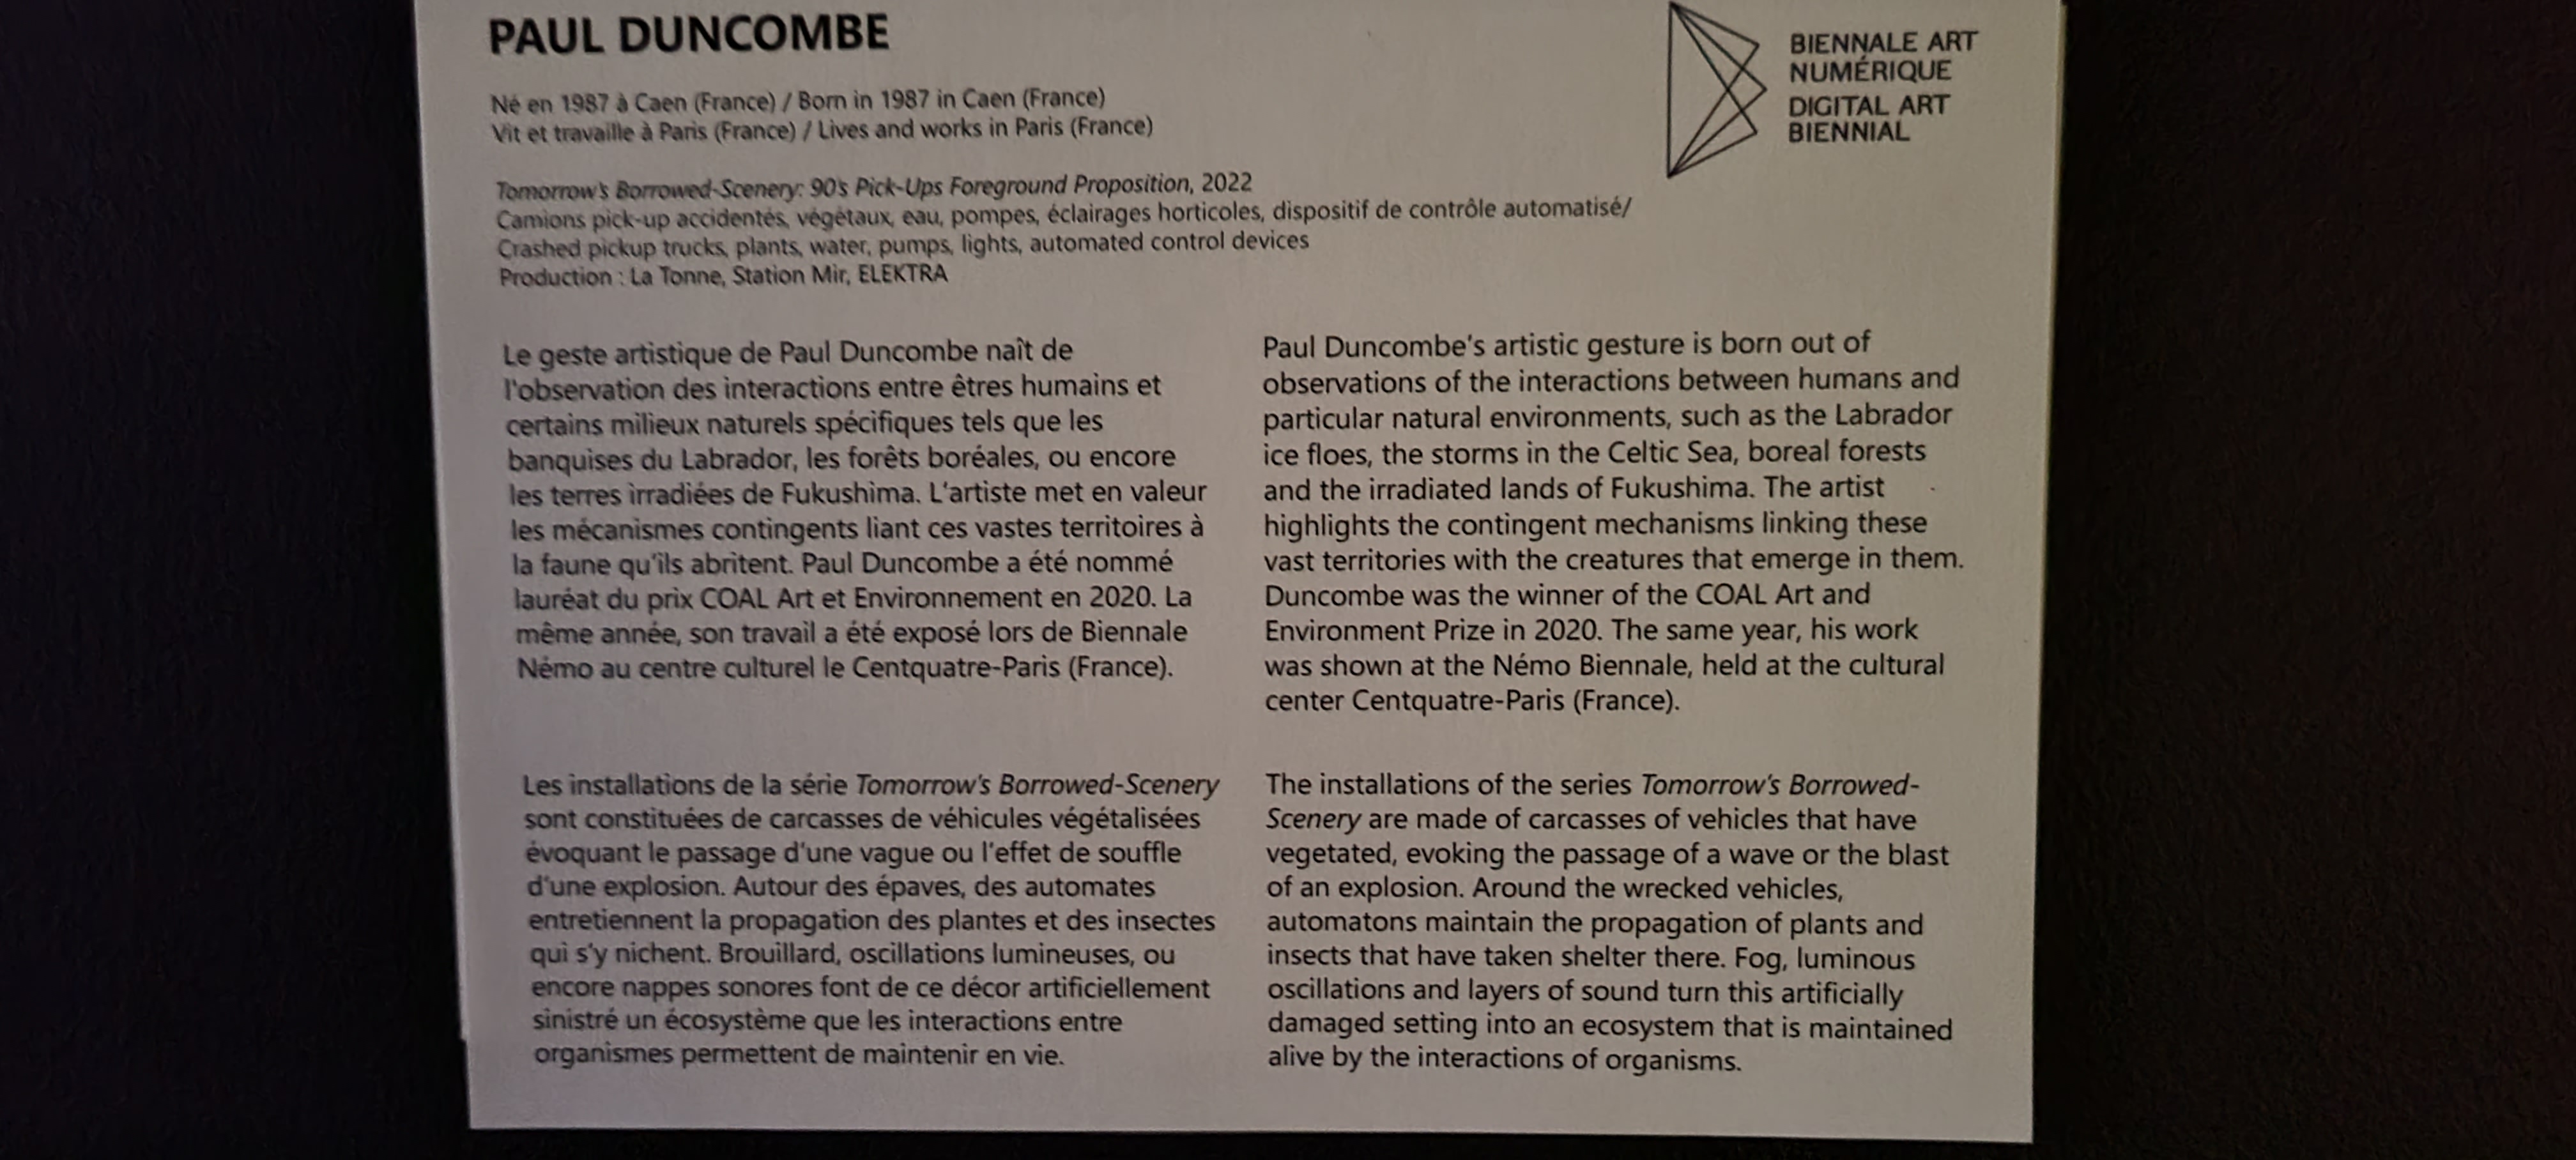 PAUL DUNCOMBE
BIENNALE ART
NUMÉRIQUE
DIGITAL ART
BIENNIAL
Né en 1987 à Caen (France) / Born in 1987 in Caen (France)
Vit et travaille à Paris (France) / Lives and works in Paris (France)
Tomorrow's Borrowed-Scenery: 90's Pick-Ups Foreground Proposition, 2022
Camions pick-up accidentés, végétaux, eau, pompes, éclairages horticoles, dispositif de contrôle automatisé/
Crashed pickup trucks, plants, water, pumps, lights, automated control devices
Production : La Tonne, Station Mir, ELEKTRA
Le geste artistique de Paul Duncombe naît de
l'observation des interactions entre êtres humains et
certains milieux naturels spécifiques tels que les
banquises du Labrador, les forêts boréales, ou encore
les terres irradiées de Fukushima. L'artiste met en valeur
les mécanismes contingents liant ces vastes territoires à
la faune qu'ils abritent. Paul Duncombe a été nommé
lauréat du prix COAL Art et Environnement en 2020. La
même année, son travail a été exposé lors de Biennale
Némo au centre culturel le Centquatre-Paris (France).
Les installations de la série Tomorrow's Borrowed-Scenery
sont constituées de carcasses de véhicules végétalisées
évoquant le passage d'une vague ou l'effet de souffle
d'une explosion. Autour des épaves, des automates
entretiennent la propagation des plantes et des insectes
qui s'y nichent. Brouillard, oscillations lumineuses, ou
encore nappes sonores font de ce décor artificiellement
sinistré un écosystème que les interactions entre
organismes permettent de maintenir en vie.
Paul Duncombe's artistic gesture is born out of
observations of the interactions between humans and
particular natural environments, such as the Labrador
ice floes, the storms in the Celtic Sea, boreal forests
and the irradiated lands of Fukushima. The artist
highlights the contingent mechanisms linking these
vast territories with the creatures that emerge in them.
Duncombe was the winner of the COAL Art and
Environment Prize in 2020. The same year, his work
was shown at the Némo Biennale, held at the cultural
center Centquatre-Paris (France).
The installations of the series Tomorrow's Borrowed-
Scenery are made of carcasses of vehicles that have
vegetated, evoking the passage of a wave or the blast
of an explosion. Around the wrecked vehicles,
automatons maintain the propagation of plants and
insects that have taken shelter there. Fog, luminous
oscillations and layers of sound turn this artificially
damaged setting into an ecosystem that is maintained
alive by the interactions of organisms.